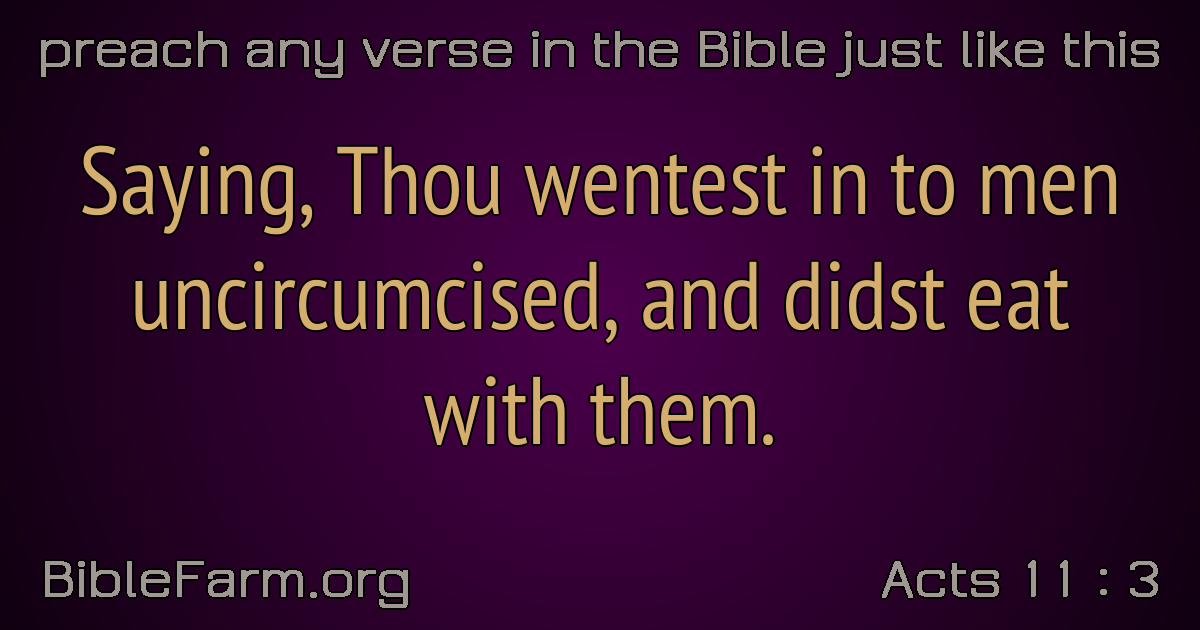 preach any verse in the Bible just like this
Saying, Thou wentest in to men
uncircumcised, and didst eat
with them.
BibleFarm.org
Acts 11 : 3